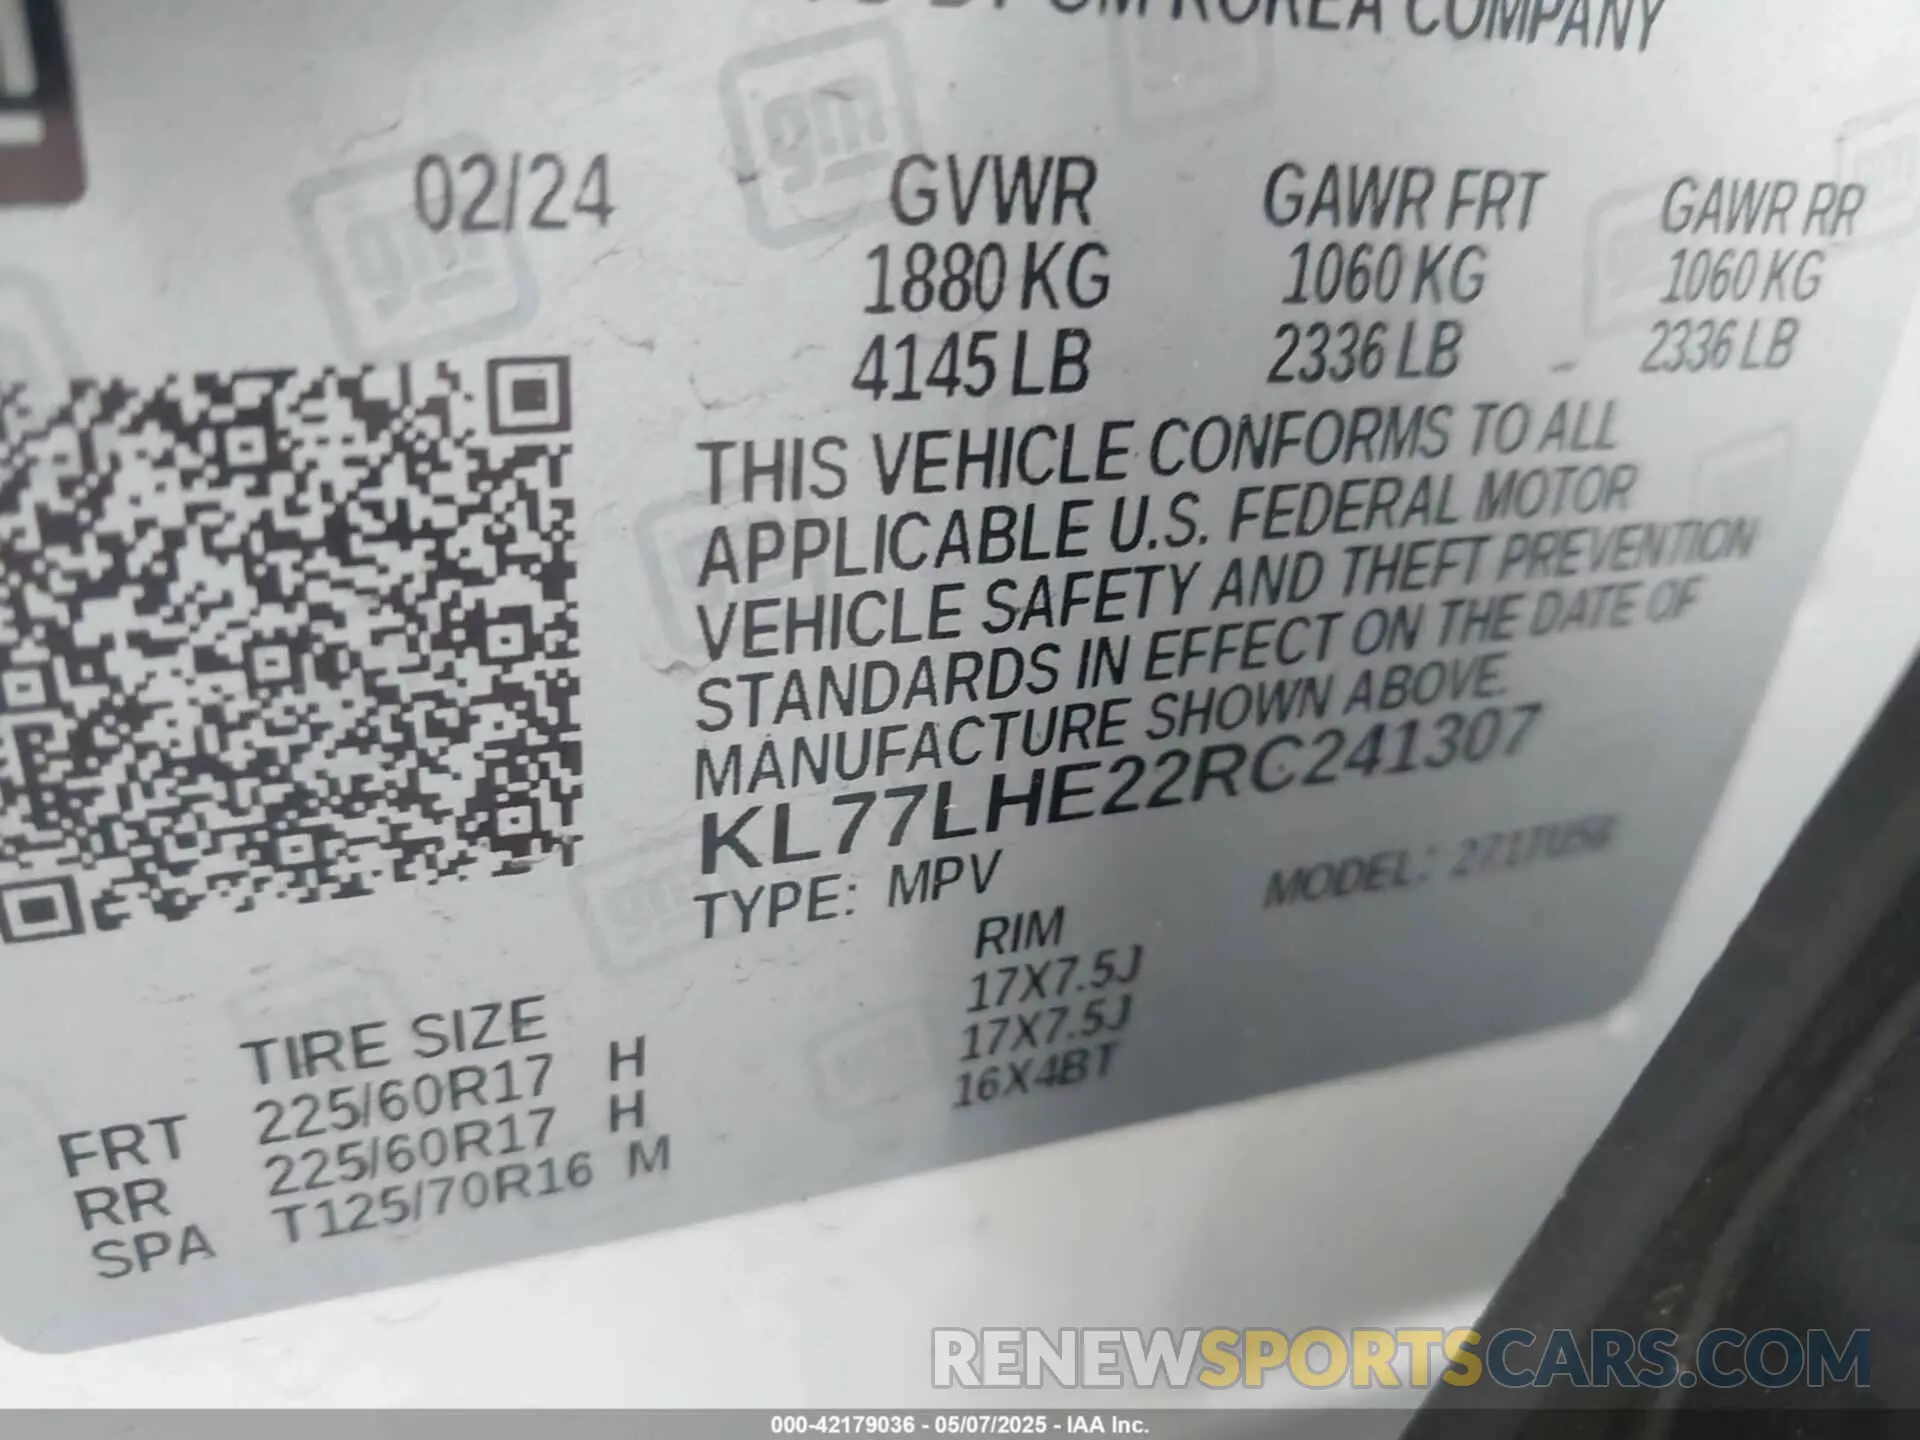 GM KOREA COMPANY
gm
gm
02/24
GVWR GAWR FRT GAWR RR
1880 KG 1060 KG 1060 KG
4145 LB 2336 LB 2336 LB
THIS VEHICLE CONFORMS TO ALL
APPLICABLE U.S. FEDERAL MOTOR
VEHICLE SAFETY AND THEFT PREVENTION
STANDARDS IN EFFECT ON THE DATE OF
MANUFACTURE SHOWN ABOVE.
KL77LHE22RC241307
TYPE: MPV MODEL:
TIRE SIZE RIM
FRT 225/60R17 H 17X7.5J
RR 225/60R17 H 17X7.5J
SPA T125/70R16 M 16X4BT
RENEWSPORTSCARS.COM
000-42179036 - 05/07/2025 - IAA Inc.